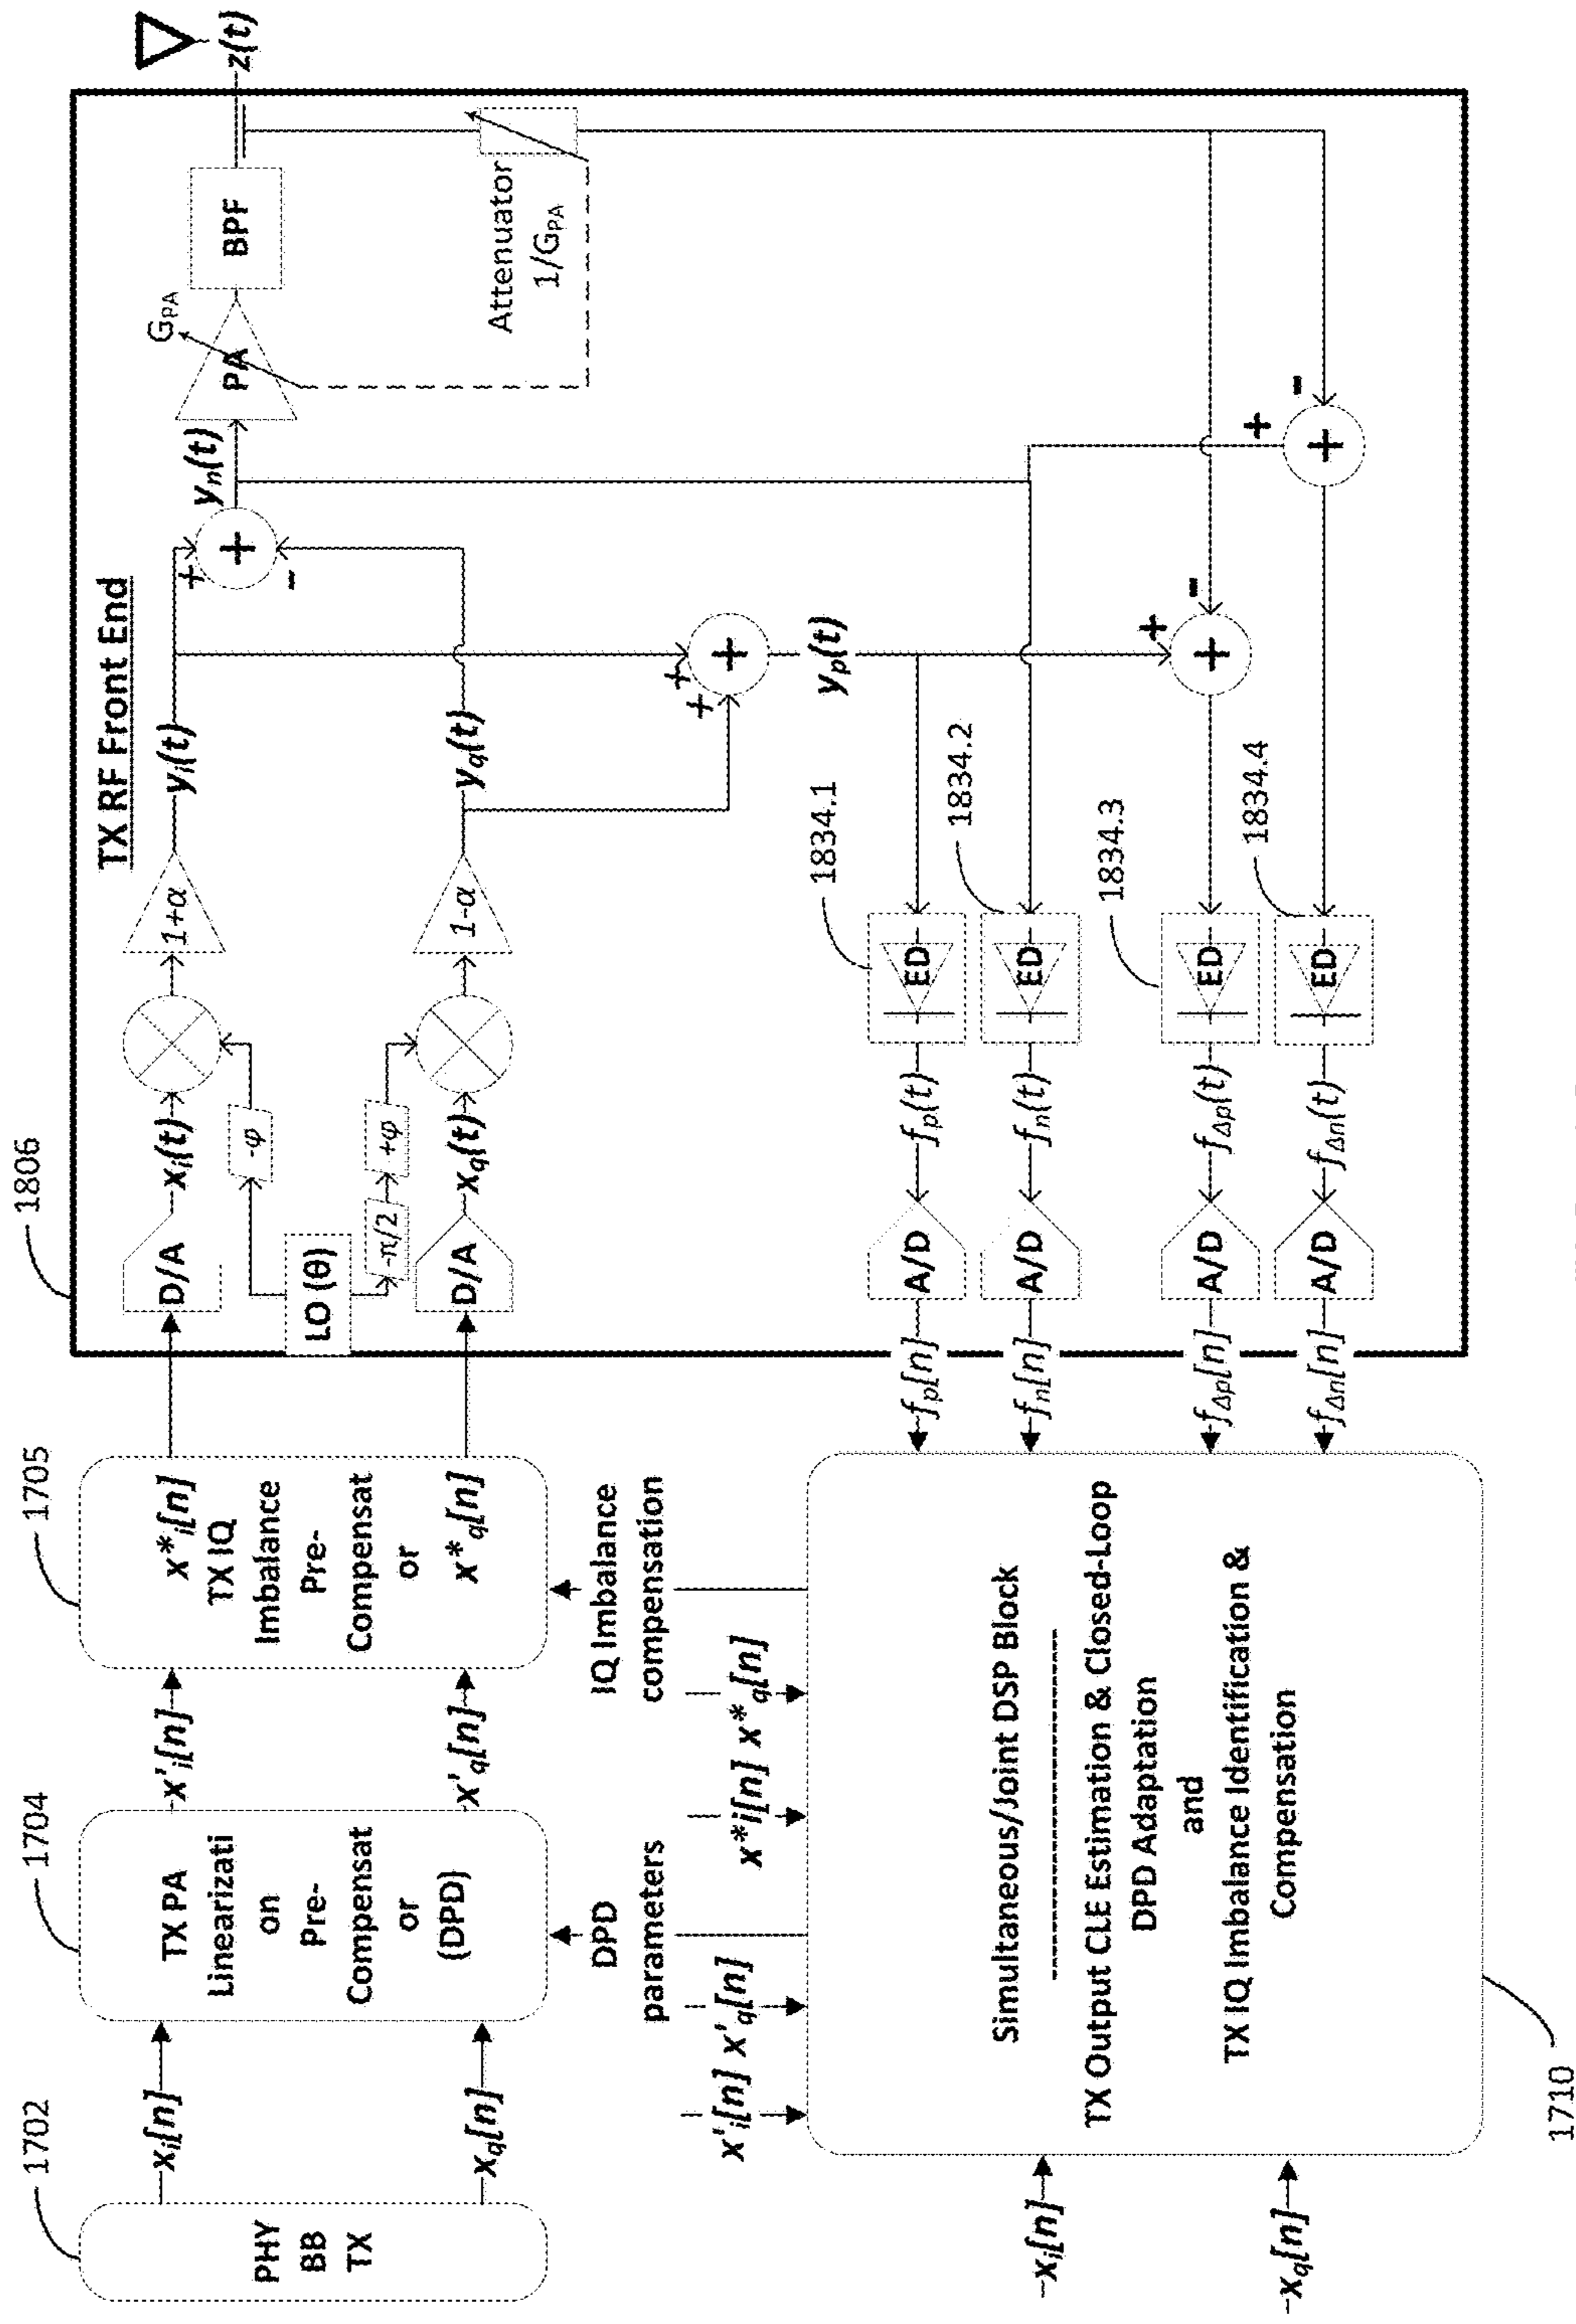 1702
PHY
BB
TX
xi[n]
xq[n]
1704
TX PA
Linearizati
on
Pre-
Compensat
or
(DPD)
x'i[n]
x'q[n]
1705
x*i[n]
TX IQ
Imbalance
Pre-
Compensat
or
x*q[n]
DPD
parameters
IQ Imbalance
compensation
x'i[n] x'q[n]
x*i[n] x*q[n]
xi[n]
xq[n]
Simultaneous/Joint DSP Block
TX Output CLE Estimation & Closed-Loop
DPD Adaptation
and
TX IQ Imbalance Identification &
Compensation
1710
1806
TX RF Front End
D/A
xi(t)
1+α
yi(t)
-φ
LO (θ)
-π/2
+φ
D/A
xq(t)
1-α
yq(t)
+
+
-
yn(t)
PA
GPA
BPF
z(t)
Attenuator
1/GPA
+
+
+
yp(t)
+
+
-
+
+
-
fp[n]
A/D
fp(t)
ED
1834.1
fn[n]
A/D
fn(t)
ED
1834.2
fΔp[n]
A/D
fΔp(t)
ED
1834.3
fΔn[n]
A/D
fΔn(t)
ED
1834.4